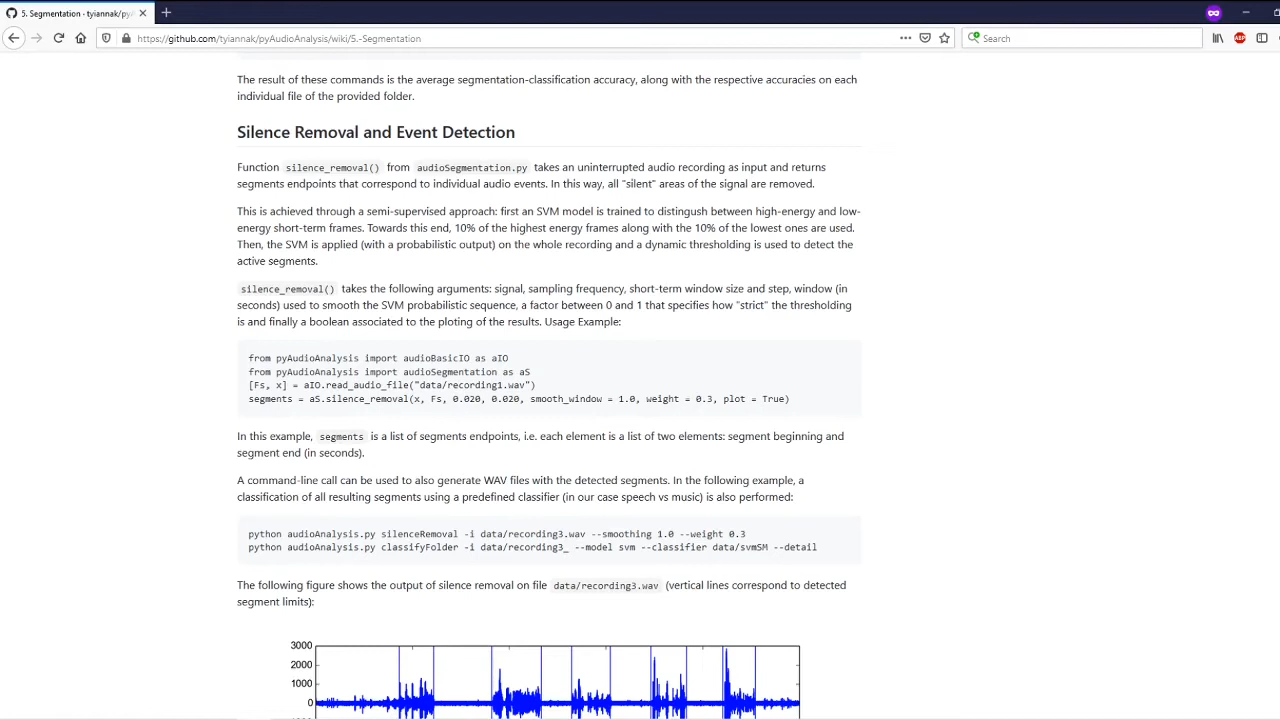 5. Segmentation · tyiannak/pyA
https://github.com/tyiannak/pyAudioAnalysis/wiki/5.-Segmentation
Search
ABP
The result of these commands is the average segmentation-classification accuracy, along with the respective accuracies on each
individual file of the provided folder.
Silence Removal and Event Detection
Function silence_removal() from audioSegmentation.py takes an uninterrupted audio recording as input and returns
segments endpoints that correspond to individual audio events. In this way, all "silent" areas of the signal are removed.
This is achieved through a semi-supervised approach: first an SVM model is trained to distingush between high-energy and low-
energy short-term frames. Towards this end, 10% of the highest energy frames along with the 10% of the lowest ones are used.
Then, the SVM is applied (with a probabilistic output) on the whole recording and a dynamic thresholding is used to detect the
active segments.
silence_removal() takes the following arguments: signal, sampling frequency, short-term window size and step, window (in
seconds) used to smooth the SVM probabilistic sequence, a factor between 0 and 1 that specifies how "strict" the thresholding
is and finally a boolean associated to the ploting of the results. Usage Example:
from pyAudioAnalysis import audioBasicIO as aIO
from pyAudioAnalysis import audioSegmentation as aS
[Fs, x] = aIO.read_audio_file("data/recording1.wav")
segments = aS.silence_removal(x, Fs, 0.020, 0.020, smooth_window = 1.0, weight = 0.3, plot = True)
In this example, segments is a list of segments endpoints, i.e. each element is a list of two elements: segment beginning and
segment end (in seconds).
A command-line call can be used to also generate WAV files with the detected segments. In the following example, a
classification of all resulting segments using a predefined classifier (in our case speech vs music) is also performed:
python audioAnalysis.py silenceRemoval -i data/recording3.wav --smoothing 1.0 --weight 0.3
python audioAnalysis.py classifyFolder -i data/recording3_ --model svm --classifier data/svmSM --detail
The following figure shows the output of silence removal on file data/recording3.wav (vertical lines correspond to detected
segment limits):
3000
2000
1000
0